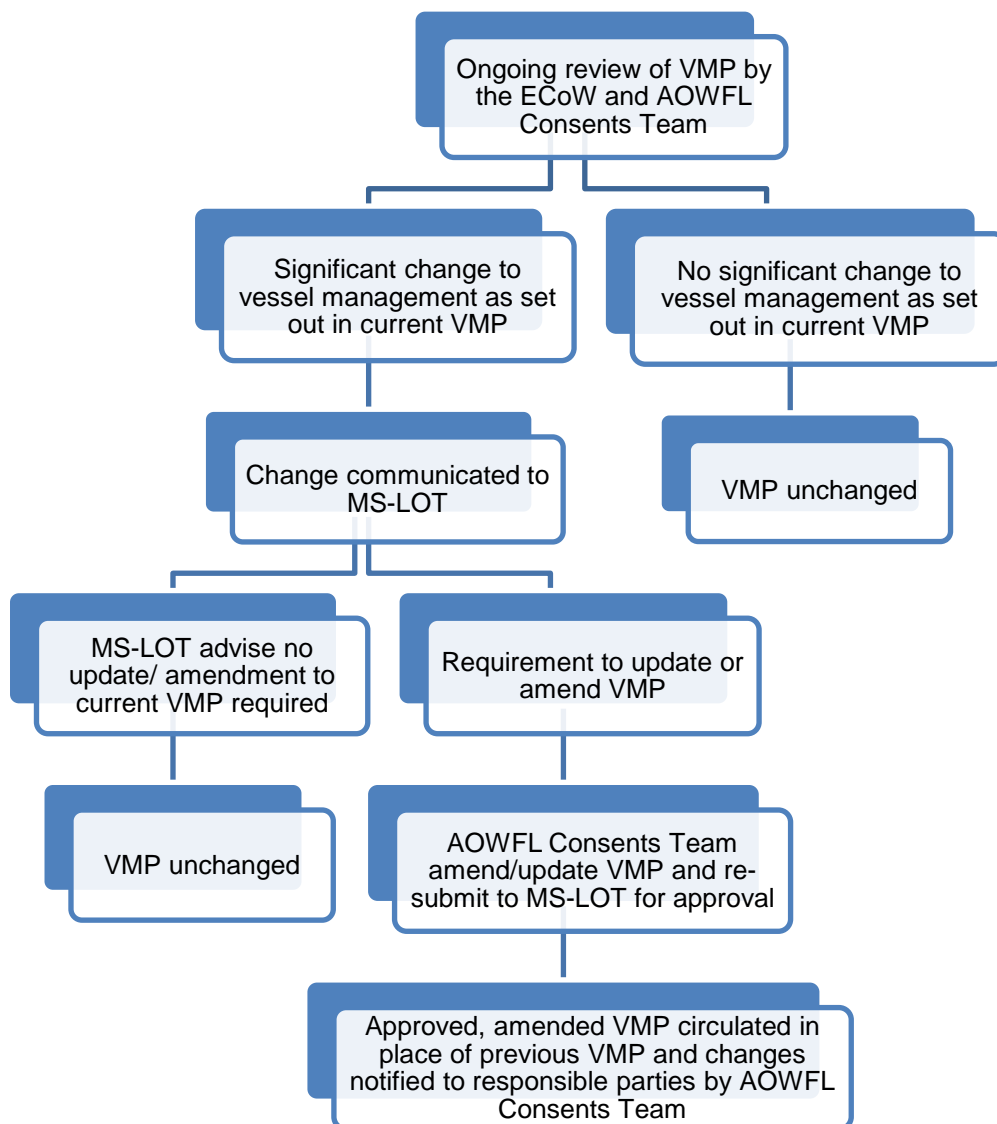 Ongoing review of VMP by
the ECoW and AOWFL
Consents Team
Significant change to
vessel management as set
out in current VMP
No significant change to
vessel management as set
out in current VMP
Change communicated to
MS-LOT
VMP unchanged
MS-LOT advise no
update/ amendment to
current VMP required
Requirement to update or
amend VMP
VMP unchanged
AOWFL Consents Team
amend/update VMP and re-
submit to MS-LOT for approval
Approved, amended VMP circulated in
place of previous VMP and changes
notified to responsible parties by AOWFL
Consents Team